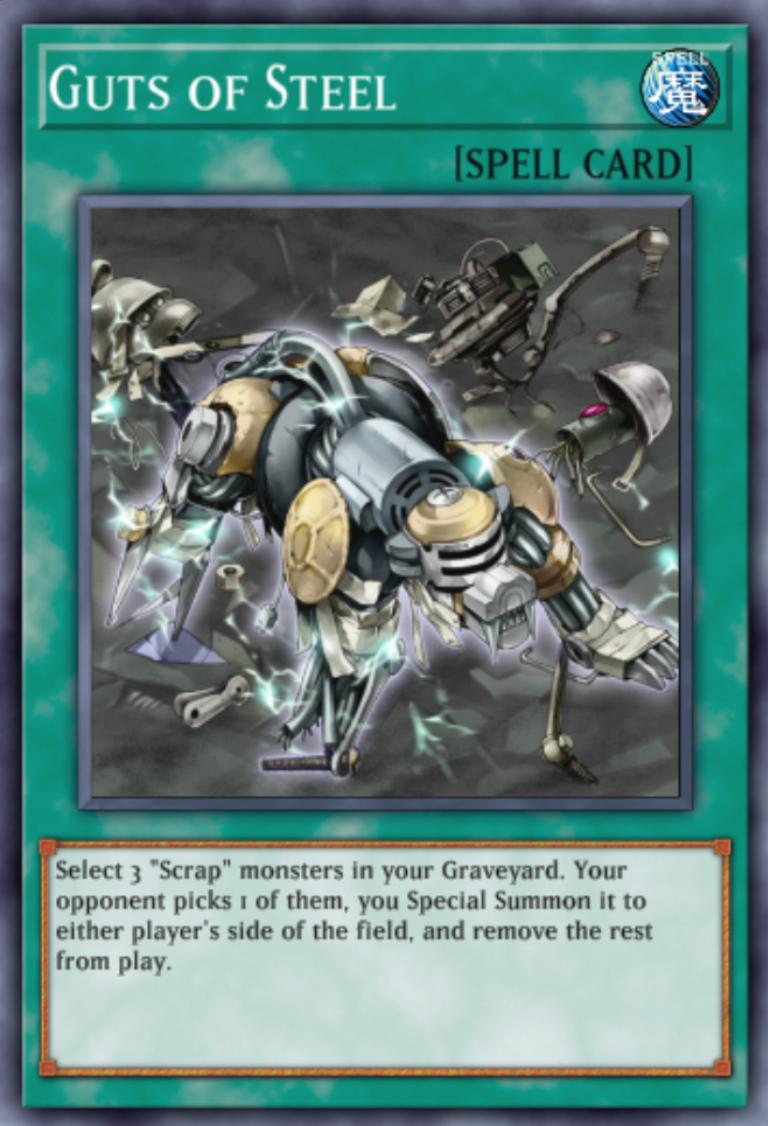 Guts of Steel
SPELL
魔
[SPELL CARD]
Select 3 "Scrap" monsters in your Graveyard. Your
opponent picks 1 of them, you Special Summon it to
either player's side of the field, and remove the rest
from play.